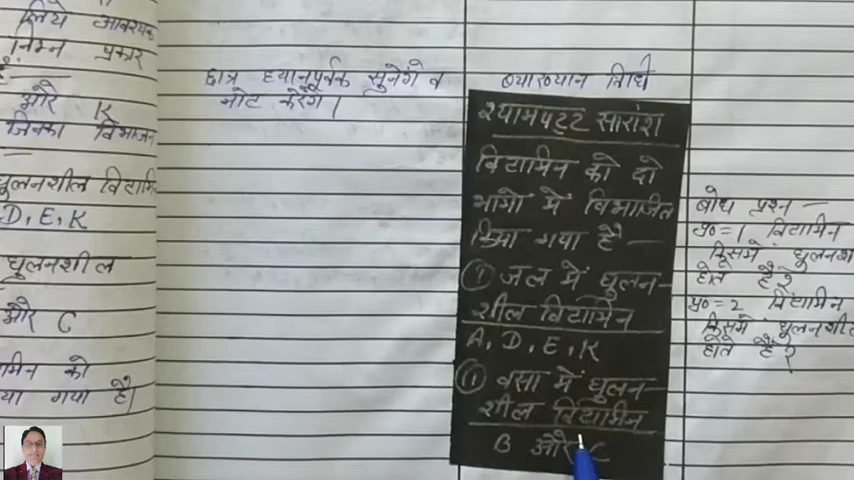 लिये आवश्यक
निम्न प्रकार
और K
जिनका विभाजन
घुलनशील विटामिन
D, E, K
घुलनशील
और C
को
या गया है।
छात्र ध्यानपूर्वक सुनेंगे व
नोट करेंगे।
व्याख्यान विधि
श्यामपट्ट सारांश
विटामिन को दो
भागो मे विभाजित
किया गया है —
(i) जल में घुलन-
शील विटामिन
A, D, E, K
(ii) वसा में घुलन-
शील विटामिन
B और C
बोध प्रश्न —
प्र०=1 विटामिन
किसमें घुलनशी
होते है?
प्र०=2 विटामिन
किसमें घुलनशील
होते है?